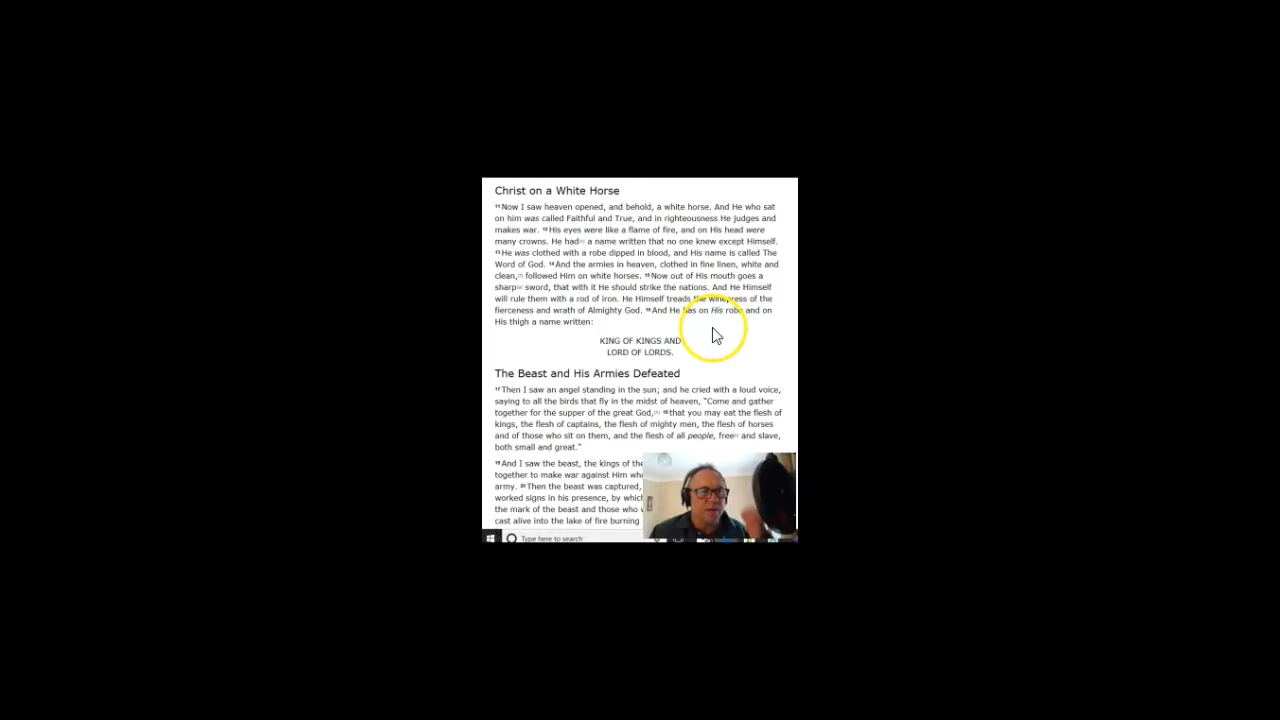 Christ on a White Horse
11 Now I saw heaven opened, and behold, a white horse. And He who sat
on him was called Faithful and True, and in righteousness He judges and
makes war. 12 His eyes were like a flame of fire, and on His head were
many crowns. He had a name written that no one knew except Himself.
13 He was clothed with a robe dipped in blood, and His name is called The
Word of God. 14 And the armies in heaven, clothed in fine linen, white and
clean, followed Him on white horses. 15 Now out of His mouth goes a
sharp sword, that with it He should strike the nations. And He Himself
will rule them with a rod of iron. He Himself treads the winepress of the
fierceness and wrath of Almighty God. 16 And He has on His robe and on
His thigh a name written:
KING OF KINGS AND
LORD OF LORDS.
The Beast and His Armies Defeated
17 Then I saw an angel standing in the sun; and he cried with a loud voice,
saying to all the birds that fly in the midst of heaven, “Come and gather
together for the supper of the great God, 18 that you may eat the flesh of
kings, the flesh of captains, the flesh of mighty men, the flesh of horses
and of those who sit on them, and the flesh of all people, free and slave,
both small and great.”
19 And I saw the beast, the kings of the
together to make war against Him who
army. 20 Then the beast was captured,
worked signs in his presence, by which
the mark of the beast and those who
cast alive into the lake of fire burning
Type here to search